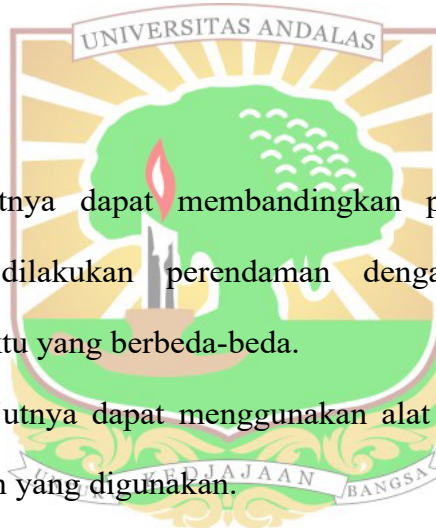 UNIVERSITAS ANDALAS
tnya dapat membandingkan p
dilakukan perendaman denga
tu yang berbeda-beda.
utnya dapat menggunakan alat
n yang digunakan.
KEDJAJAAN BANGSA